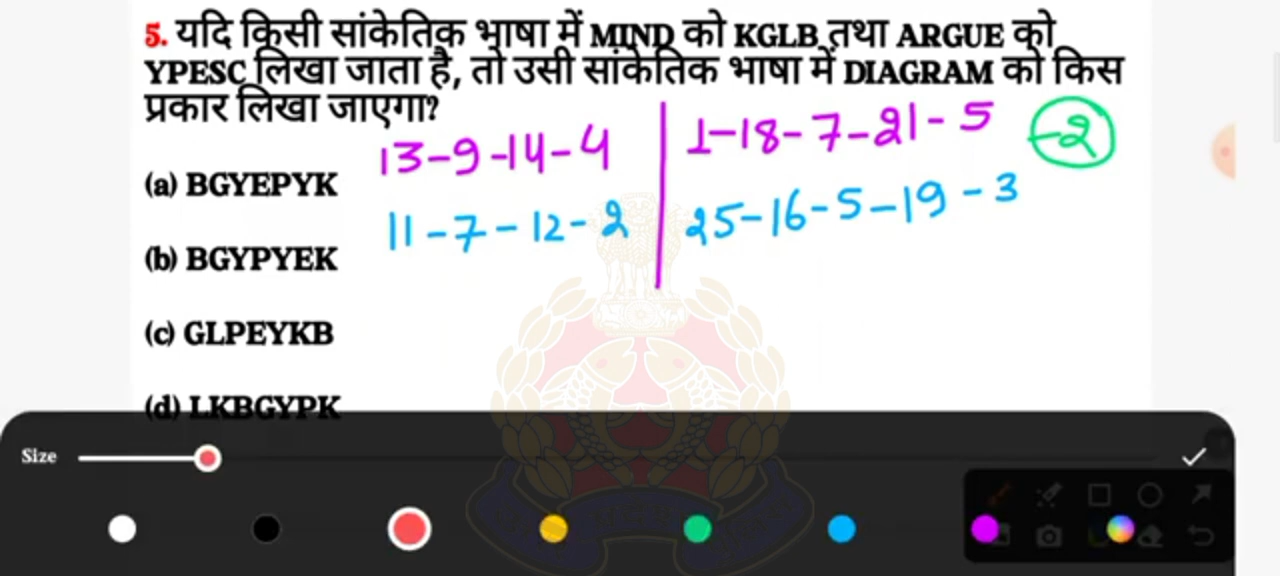 5. यदि किसी सांकेतिक भाषा में MIND को KGLB तथा ARGUE को
YPESC लिखा जाता है, तो उसी सांकेतिक भाषा में DIAGRAM को किस
प्रकार लिखा जाएगा?
13-9-14-4 1-18-7-21-5 -2
(a) BGYEPYK
11-7-12-2 25-16-5-19-3
(b) BGYPYEK
(c) GLPEYKB
(d) LKBGYPK
Size